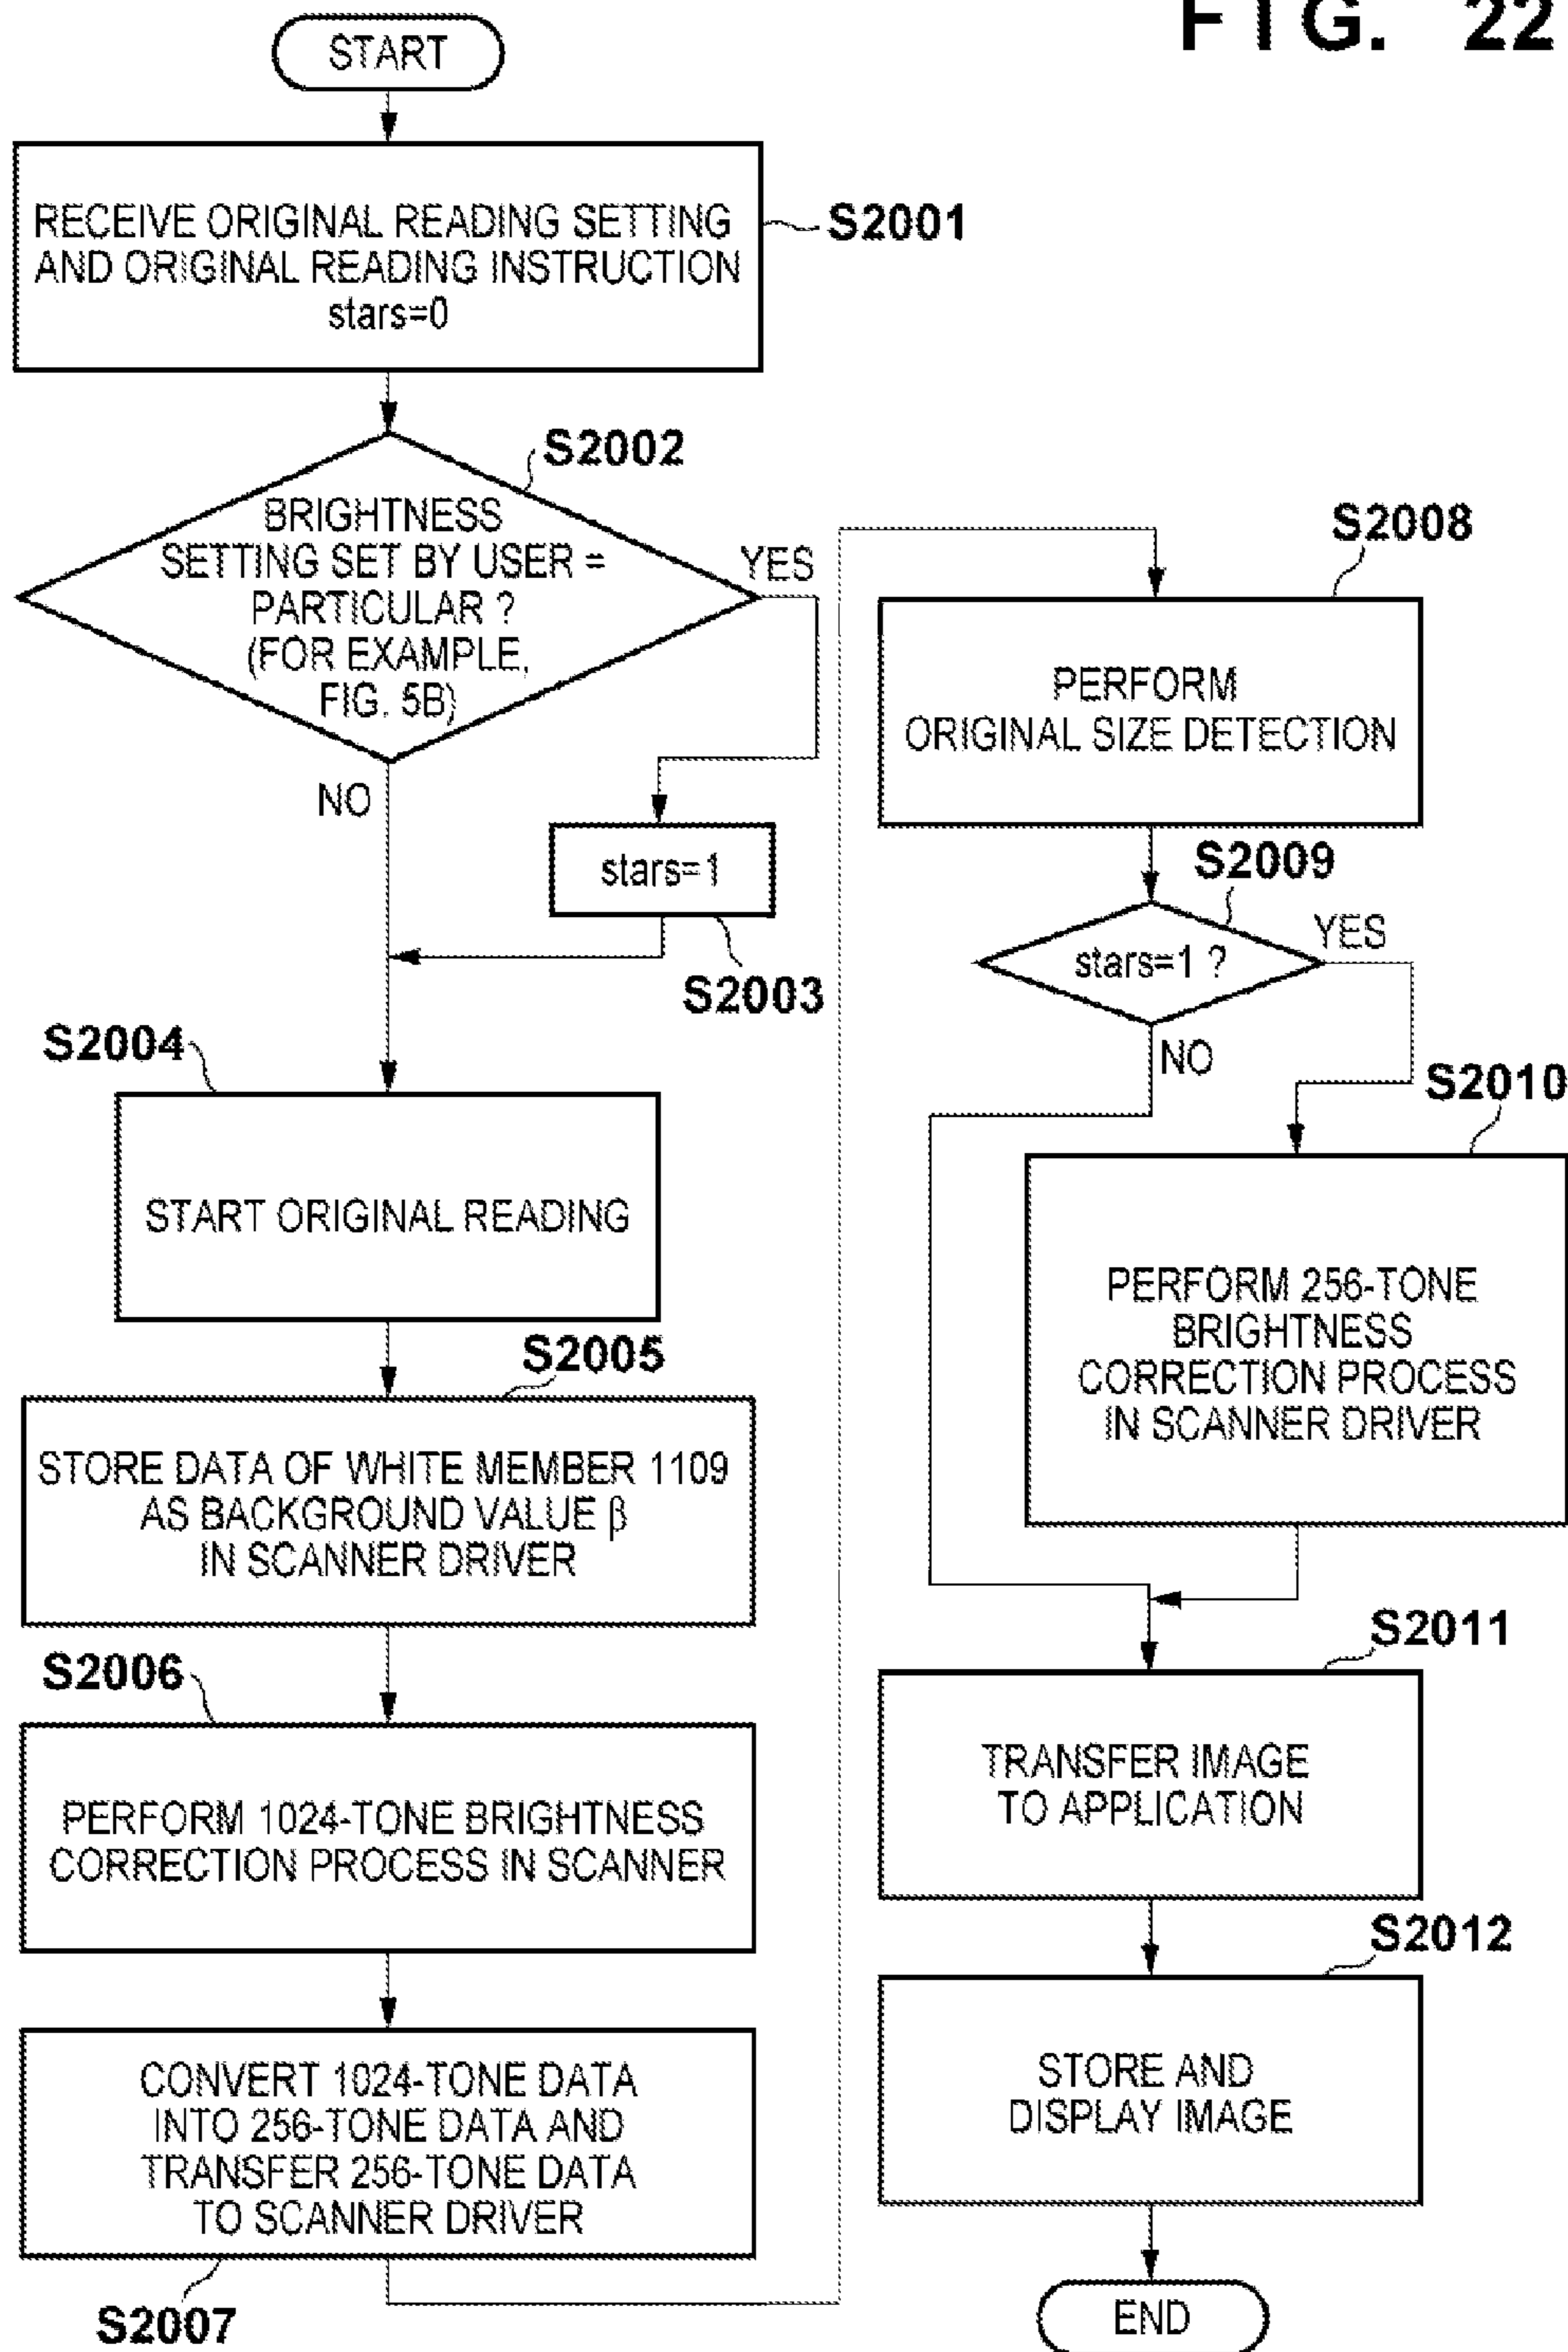 FIG. 22
START
RECEIVE ORIGINAL READING SETTING
AND ORIGINAL READING INSTRUCTION
stars=0
S2001
S2002
BRIGHTNESS
SETTING SET BY USER =
PARTICULAR ?
(FOR EXAMPLE,
FIG. 5B)
YES
NO
stars=1
S2003
S2004
START ORIGINAL READING
S2005
STORE DATA OF WHITE MEMBER 1109
AS BACKGROUND VALUE β
IN SCANNER DRIVER
S2006
PERFORM 1024-TONE BRIGHTNESS
CORRECTION PROCESS IN SCANNER
CONVERT 1024-TONE DATA
INTO 256-TONE DATA AND
TRANSFER 256-TONE DATA
TO SCANNER DRIVER
S2007
S2008
PERFORM
ORIGINAL SIZE DETECTION
S2009
stars=1 ?
YES
NO
S2010
PERFORM 256-TONE
BRIGHTNESS
CORRECTION PROCESS
IN SCANNER DRIVER
S2011
TRANSFER IMAGE
TO APPLICATION
S2012
STORE AND
DISPLAY IMAGE
END